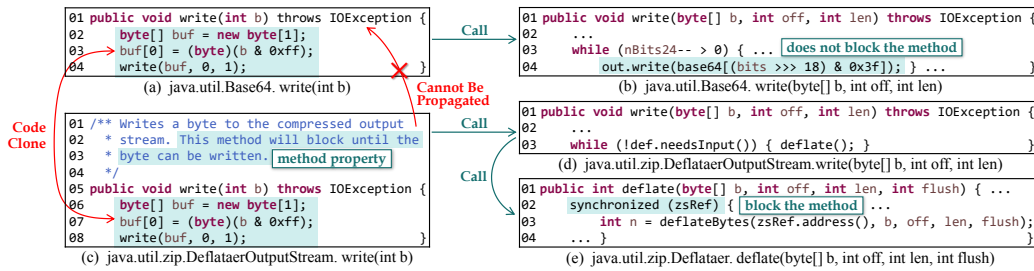 01 public void write(int b) throws IOException {
02 byte[] buf = new byte[1];
03 buf[0] = (byte)(b & 0xff);
04 write(buf, 0, 1); }
(a) java.util.Base64. write(int b)
Call
01 public void write(byte[] b, int off, int len) throws IOException {
02 ...
03 while (nBits24-- > 0) { ... does not block the method
04 out.write(base64[(bits >>> 18) & 0x3f]); } ... }
(b) java.util.Base64. write(byte[] b, int off, int len)
Cannot Be
Propagated
Code
Clone
01 /** Writes a byte to the compressed output
02 * stream. This method will block until the
03 * byte can be written. method property
04 */
05 public void write(int b) throws IOException {
06 byte[] buf = new byte[1];
07 buf[0] = (byte)(b & 0xff);
08 write(buf, 0, 1); }
(c) java.util.zip.DeflataerOutputStream. write(int b)
Call
01 public void write(byte[] b, int off, int len) throws IOException {
02 ...
03 while (!def.needsInput()) { deflate(); } }
(d) java.util.zip.DeflataerOutputStream.write(byte[] b, int off, int len)
Call
01 public int deflate(byte[] b, int off, int len, int flush) { ...
02 synchronized (zsRef) { block the method ...
03 int n = deflateBytes(zsRef.address(), b, off, len, flush);
04 ... } }
(e) java.util.zip.Deflataer. deflate(byte[] b, int off, int len, int flush)